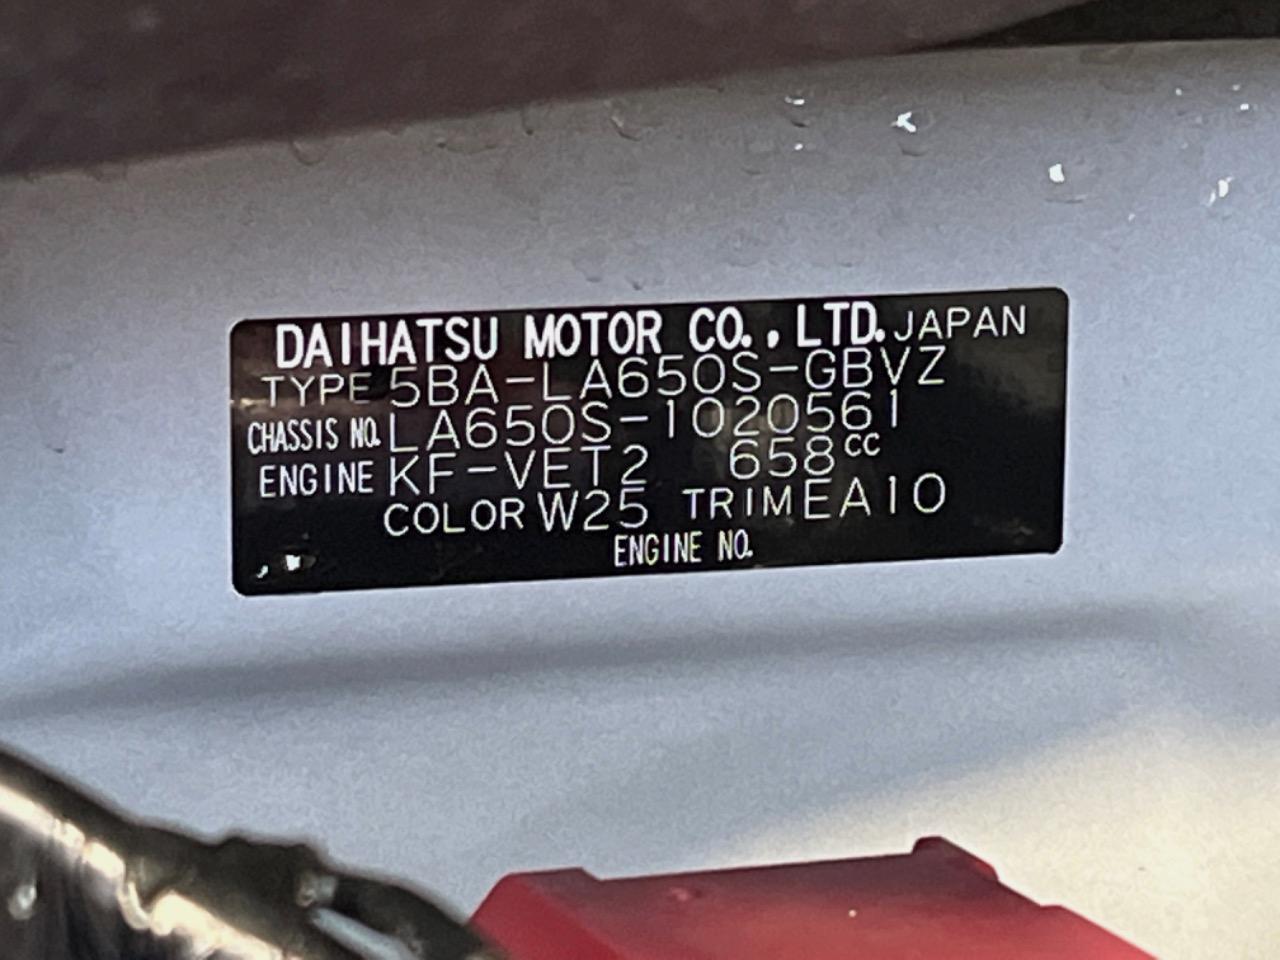 DAIHATSU MOTOR CO., LTD. JAPAN
TYPE 5BA-LA650S-GBVZ
CHASSIS NO. LA650S-1020561
ENGINE KF-VET2 658cc
COLOR W25 TRIM EA10
ENGINE NO.